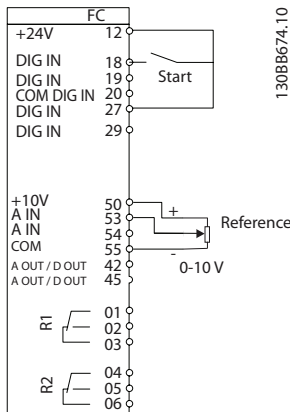 FC
+24V 12
DIG IN 18
DIG IN 19
COM DIG IN 20
DIG IN 27
DIG IN 29
Start
+10V 50
A IN 53
A IN 54
COM 55
A OUT / D OUT 42
A OUT / D OUT 45
+
Reference
-
0-10 V
R1
01
02
03
R2
04
05
06
130BB674.10